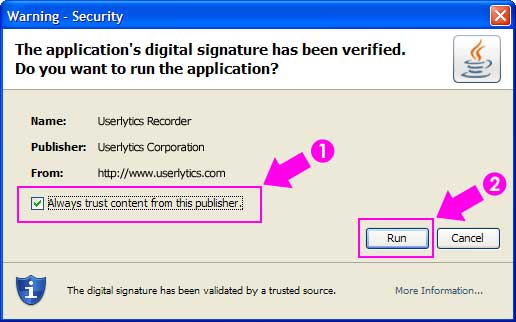 Warning - Security
The application's digital signature has been verified.
Do you want to run the application?
Name: Userlytics Recorder
Publisher: Userlytics Corporation
From: http://www.userlytics.com
1
Always trust content from this publisher.
2
Run Cancel
The digital signature has been validated by a trusted source. More Information...